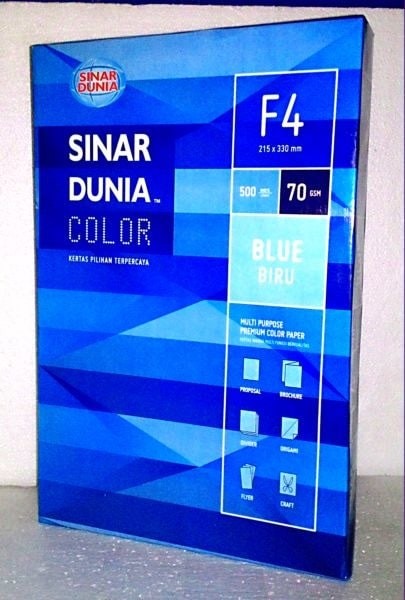 SINAR
DUNIA
SINAR
DUNIA™
COLOR
KERTAS PILIHAN TERPERCAYA
F4
215 x 330 mm
500
70 GSM
BLUE
BIRU
MULTI PURPOSE
PREMIUM COLOR PAPER
PROPOSAL
BROCHURE
ORIGAMI
FLYER
CRAFT